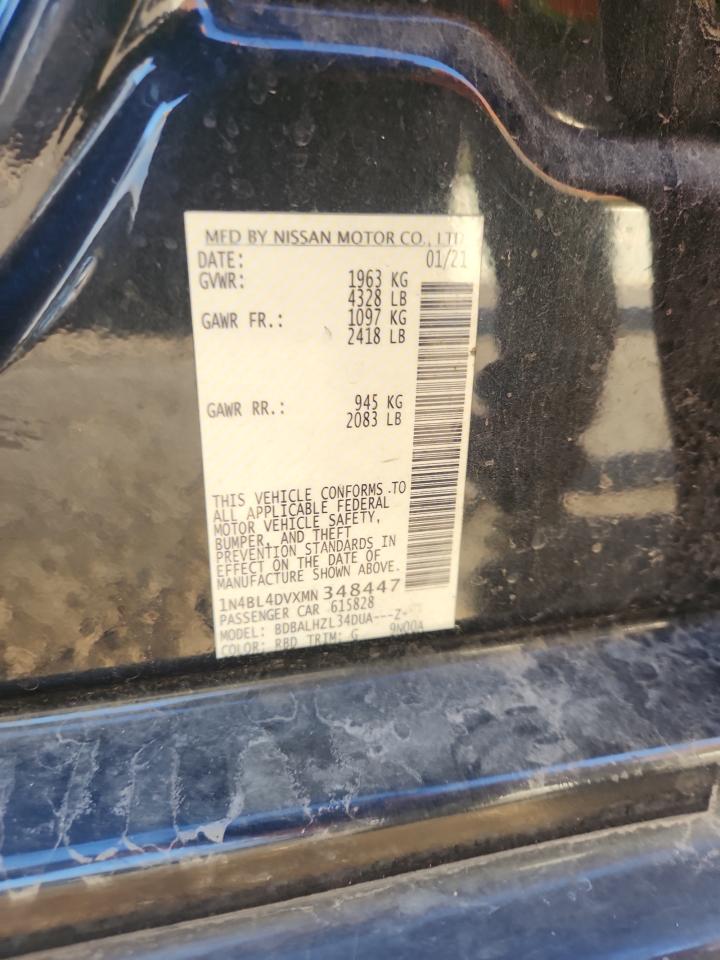 MFD BY NISSAN MOTOR CO., LTD
DATE: 01/21
GVWR: 1963 KG
4328 LB
GAWR FR.: 1097 KG
2418 LB
GAWR RR.: 945 KG
2083 LB
THIS VEHICLE CONFORMS TO
ALL APPLICABLE FEDERAL
MOTOR VEHICLE SAFETY,
BUMPER, AND THEFT
PREVENTION STANDARDS IN
EFFECT ON THE DATE OF
MANUFACTURE SHOWN ABOVE.
1N4BL4DVXMN348447
PASSENGER CAR 615828
MODEL: BDBALHZL34DUA---Z-
COLOR: RBD TRIM: G 9N00A